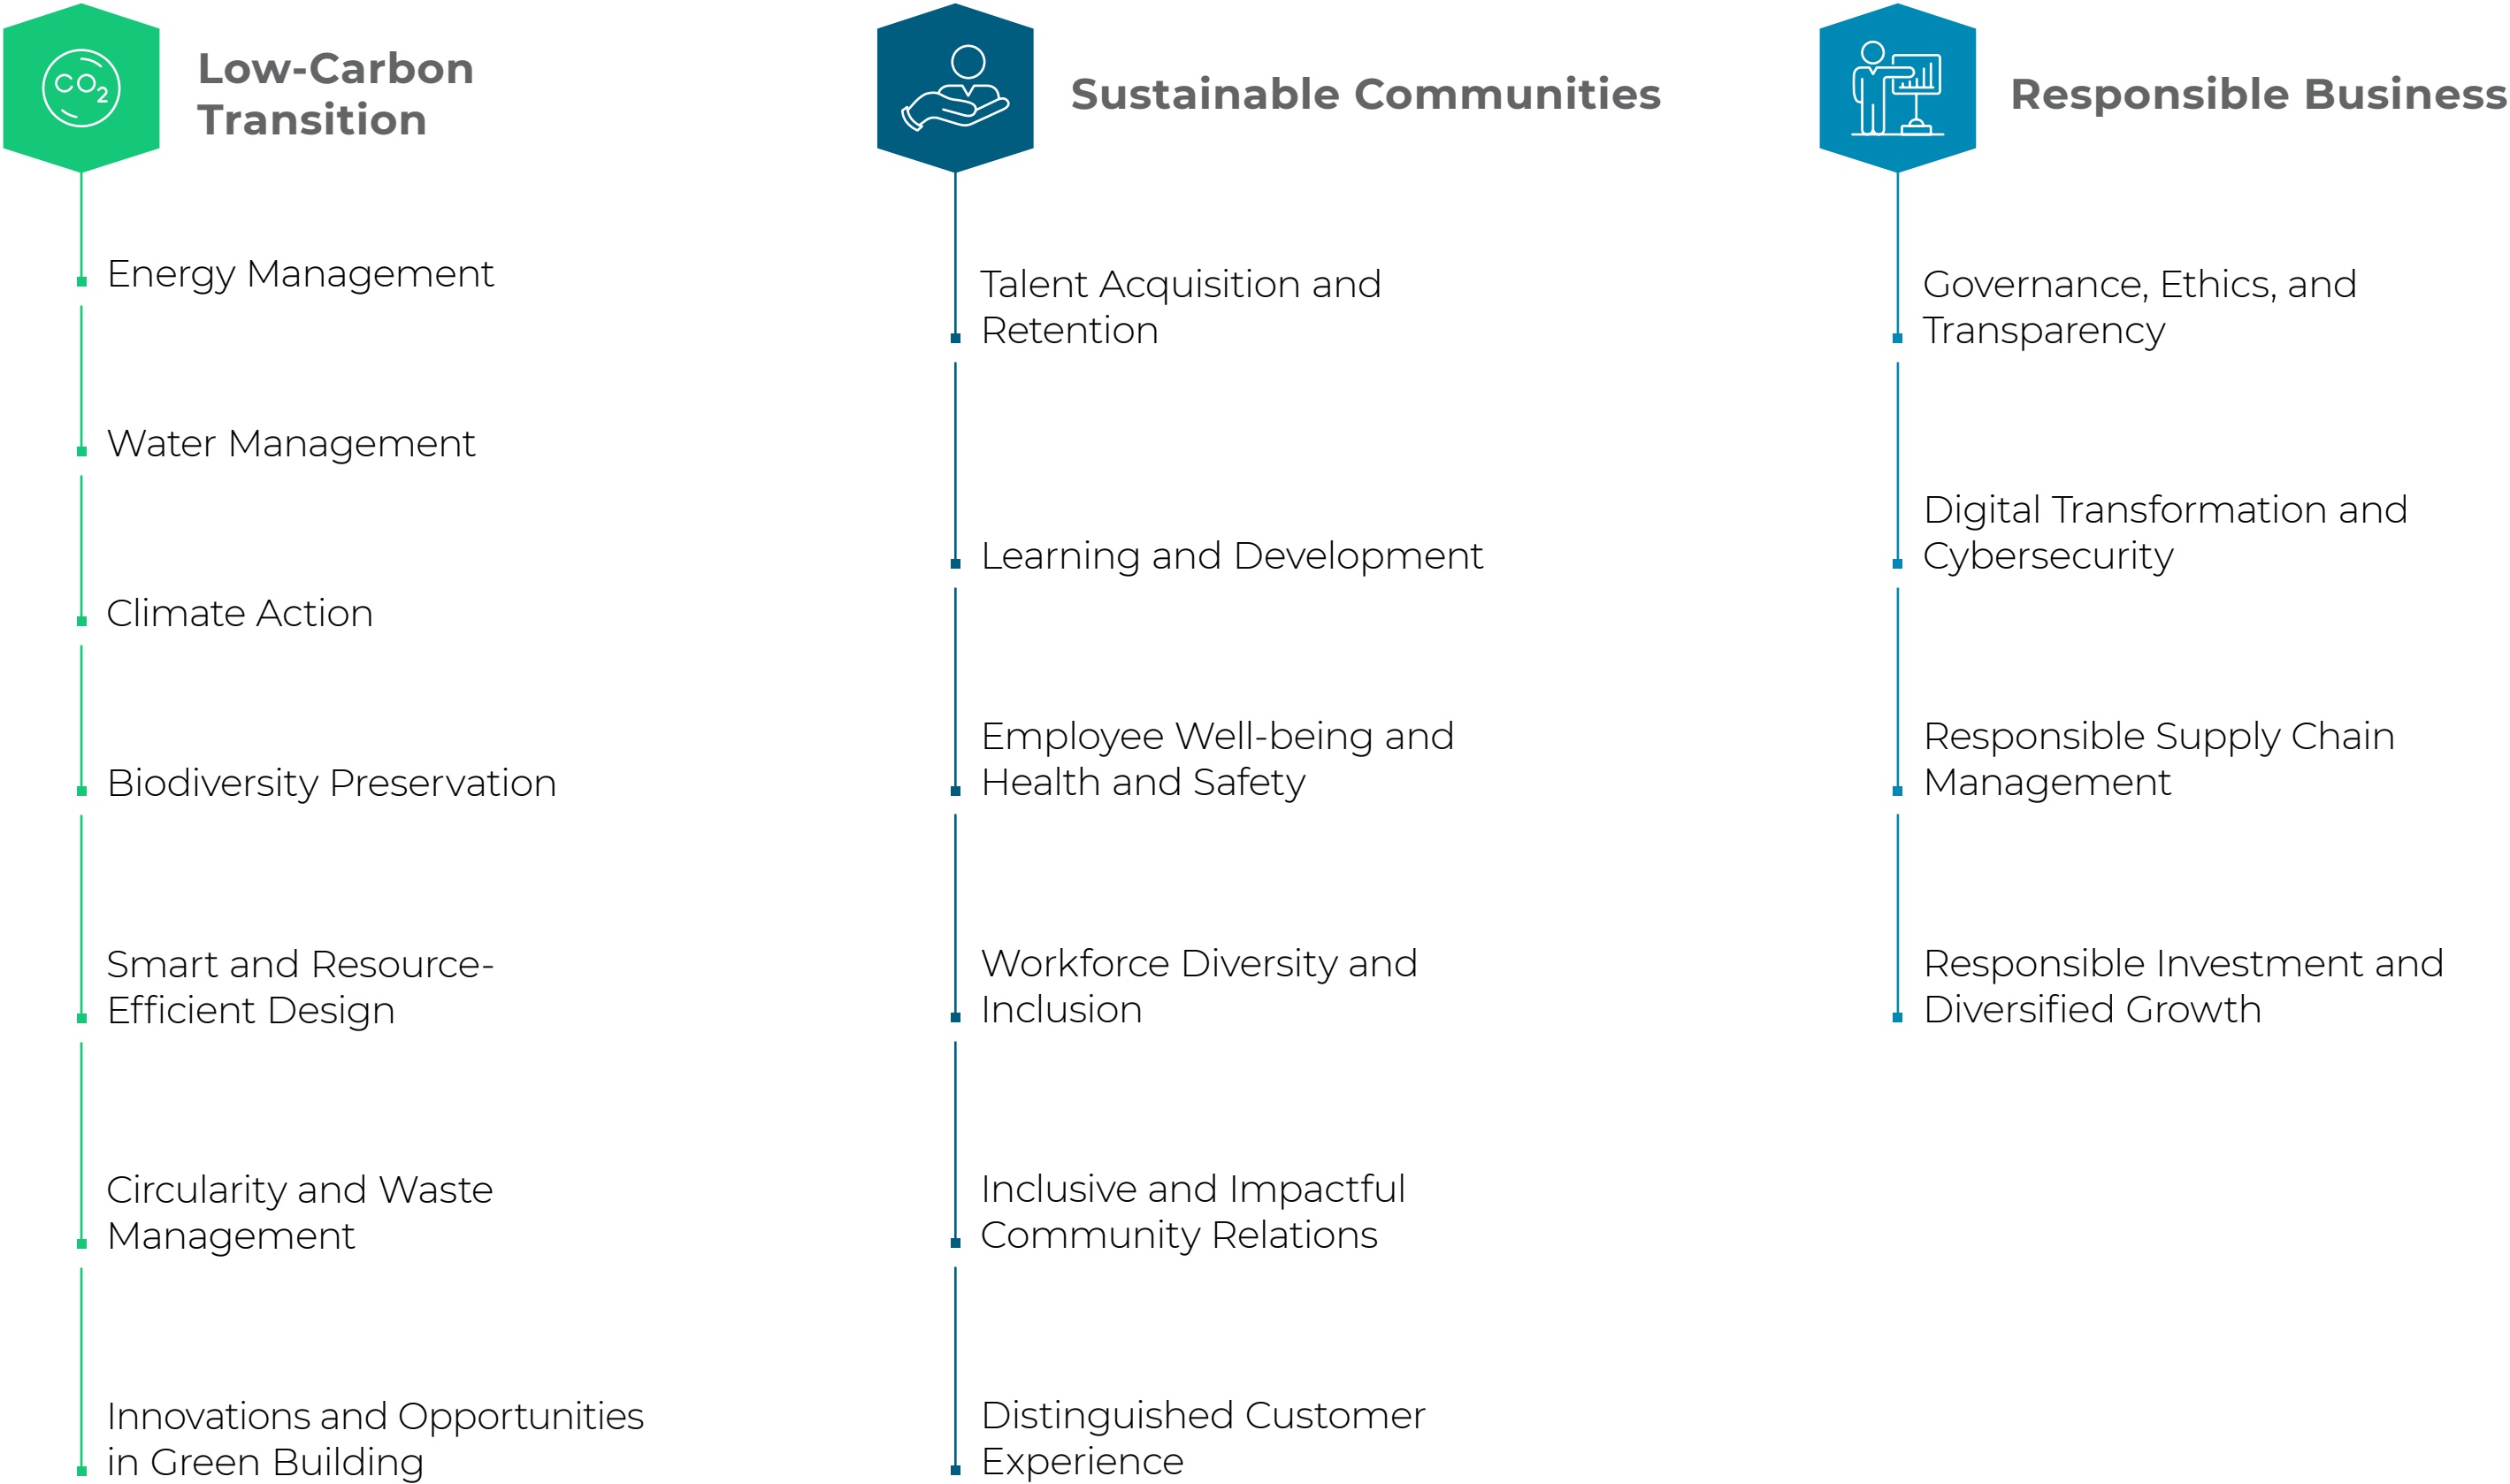 CO2
Low-Carbon
Transition
Energy Management
Water Management
Climate Action
Biodiversity Preservation
Smart and Resource-
Efficient Design
Circularity and Waste
Management
Innovations and Opportunities
in Green Building
Sustainable Communities
Talent Acquisition and
Retention
Learning and Development
Employee Well-being and
Health and Safety
Workforce Diversity and
Inclusion
Inclusive and Impactful
Community Relations
Distinguished Customer
Experience
Responsible Business
Governance, Ethics, and
Transparency
Digital Transformation and
Cybersecurity
Responsible Supply Chain
Management
Responsible Investment and
Diversified Growth